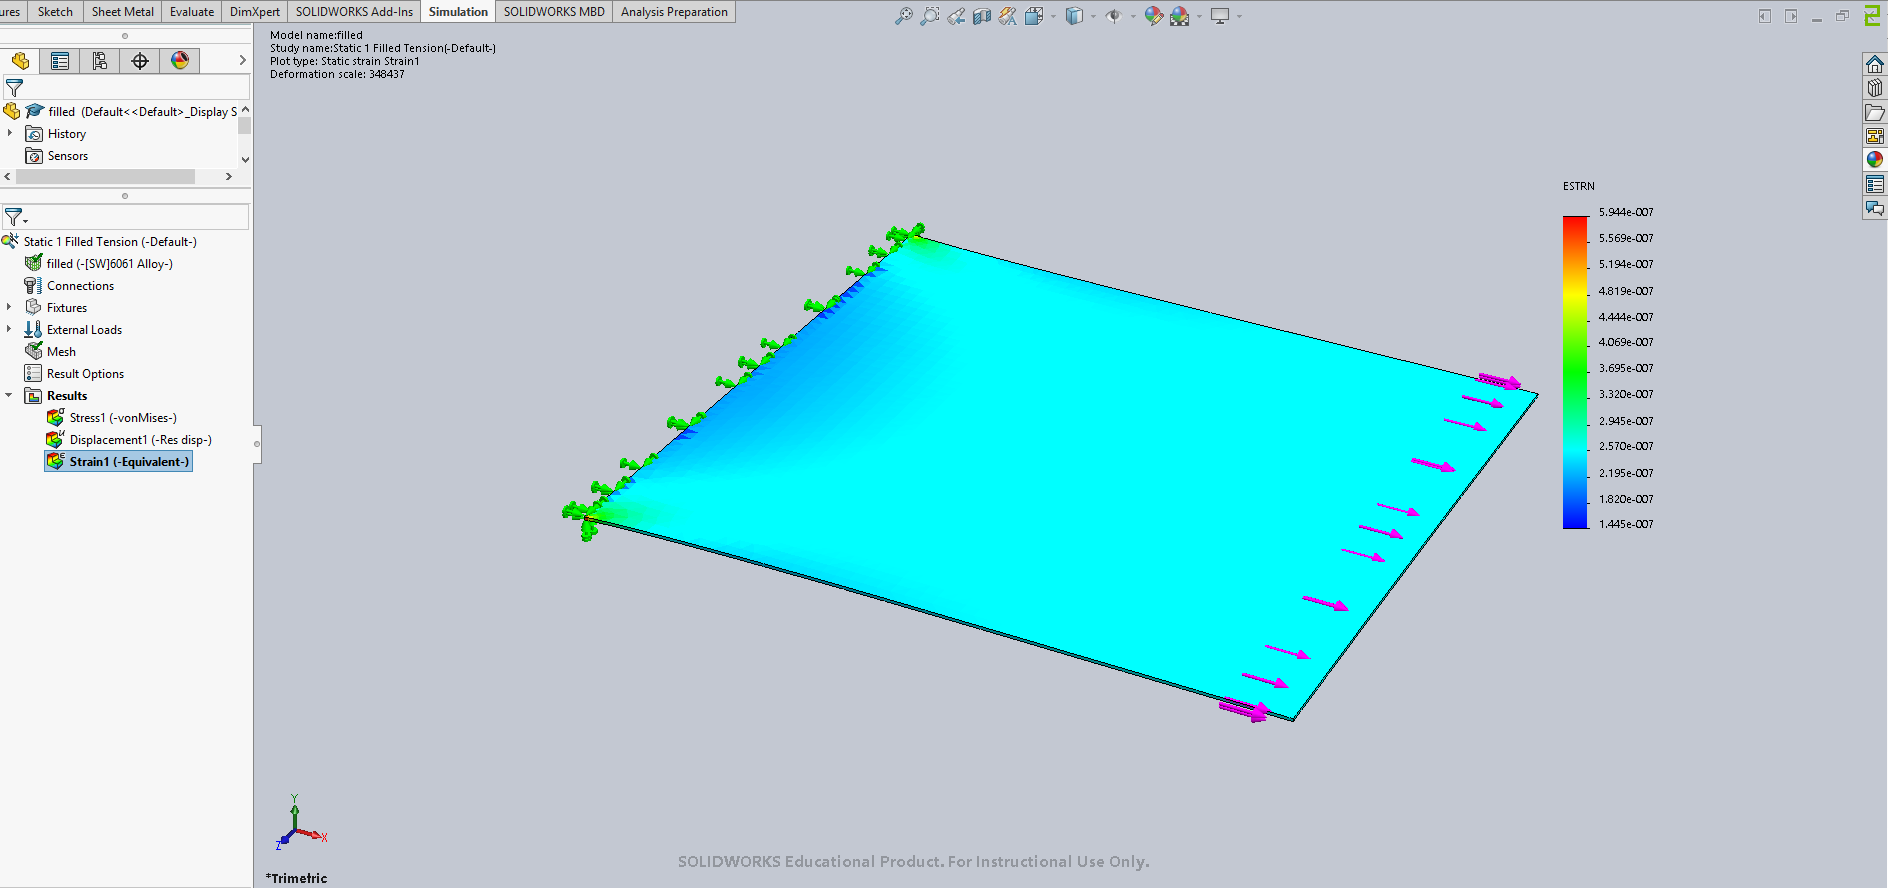 ures Sketch Sheet Metal Evaluate DimXpert SOLIDWORKS Add-Ins Simulation SOLIDWORKS MBD Analysis Preparation
Model name:filled
Study name:Static 1 Filled Tension(-Default-)
Plot type: Static strain Strain1
Deformation scale: 348437
filled (Default<<Default>_Display S
History
Sensors
Static 1 Filled Tension (-Default-)
filled (-[SW]6061 Alloy-)
Connections
Fixtures
External Loads
Mesh
Result Options
Results
Stress1 (-vonMises-)
Displacement1 (-Res disp-)
Strain1 (-Equivalent-)
ESTRN
5.944e-007
5.569e-007
5.194e-007
4.819e-007
4.444e-007
4.069e-007
3.695e-007
3.320e-007
2.945e-007
2.570e-007
2.195e-007
1.820e-007
1.445e-007
Y
X
Z
SOLIDWORKS Educational Product. For Instructional Use Only.
*Trimetric